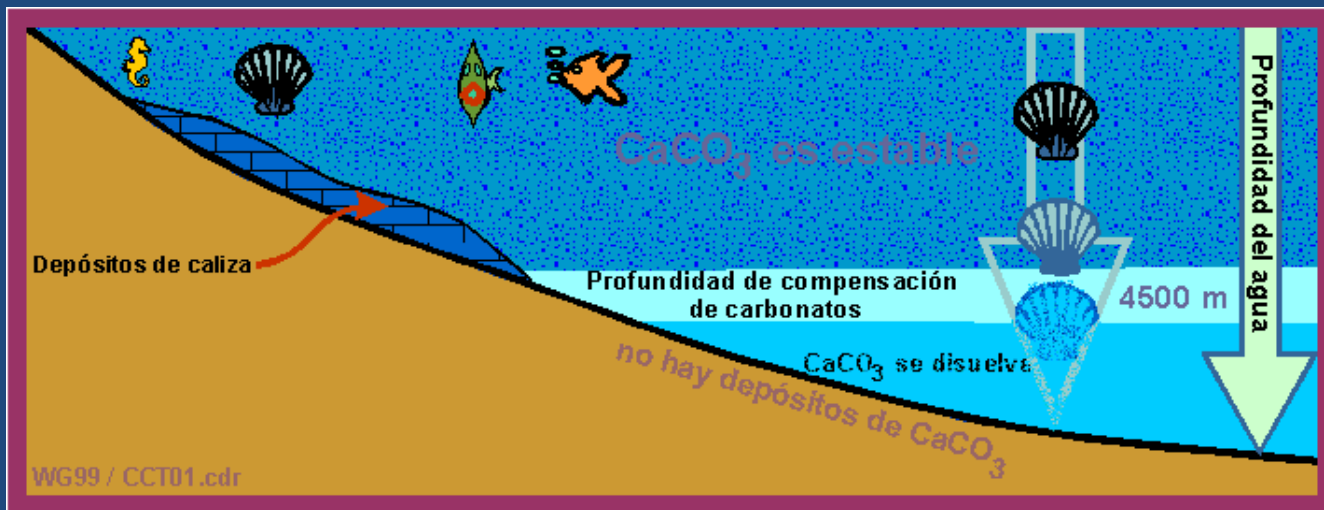 CaCO3 es estable
Profundidad del agua
Depósitos de caliza
Profundidad de compensación
de carbonatos
4500 m
CaCO3 se disuelva
no hay depósitos de CaCO3
WG99 / CCT01.cdr